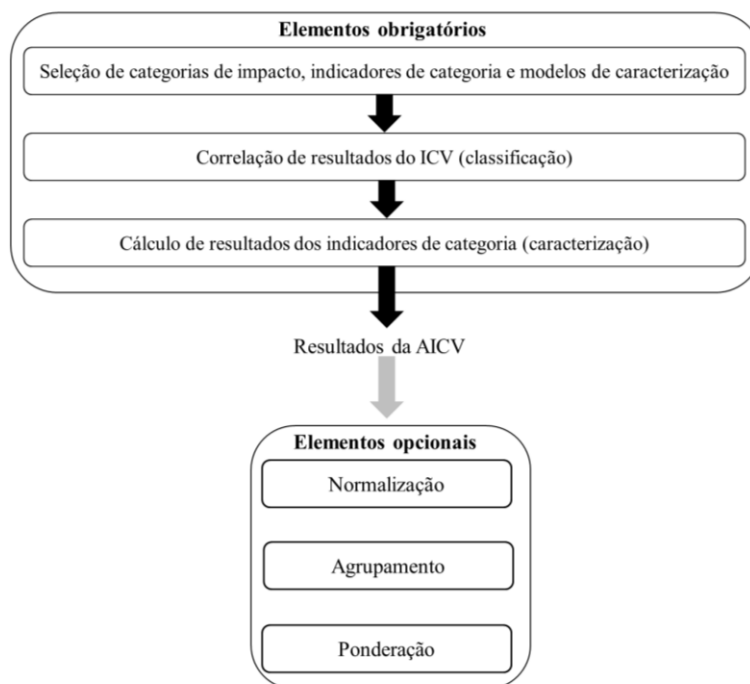 Elementos obrigatórios
Seleção de categorias de impacto, indicadores de categoria e modelos de caracterização
Correlação de resultados do ICV (classificação)
Cálculo de resultados dos indicadores de categoria (caracterização)
Resultados da AICV
Elementos opcionais
Normalização
Agrupamento
Ponderação